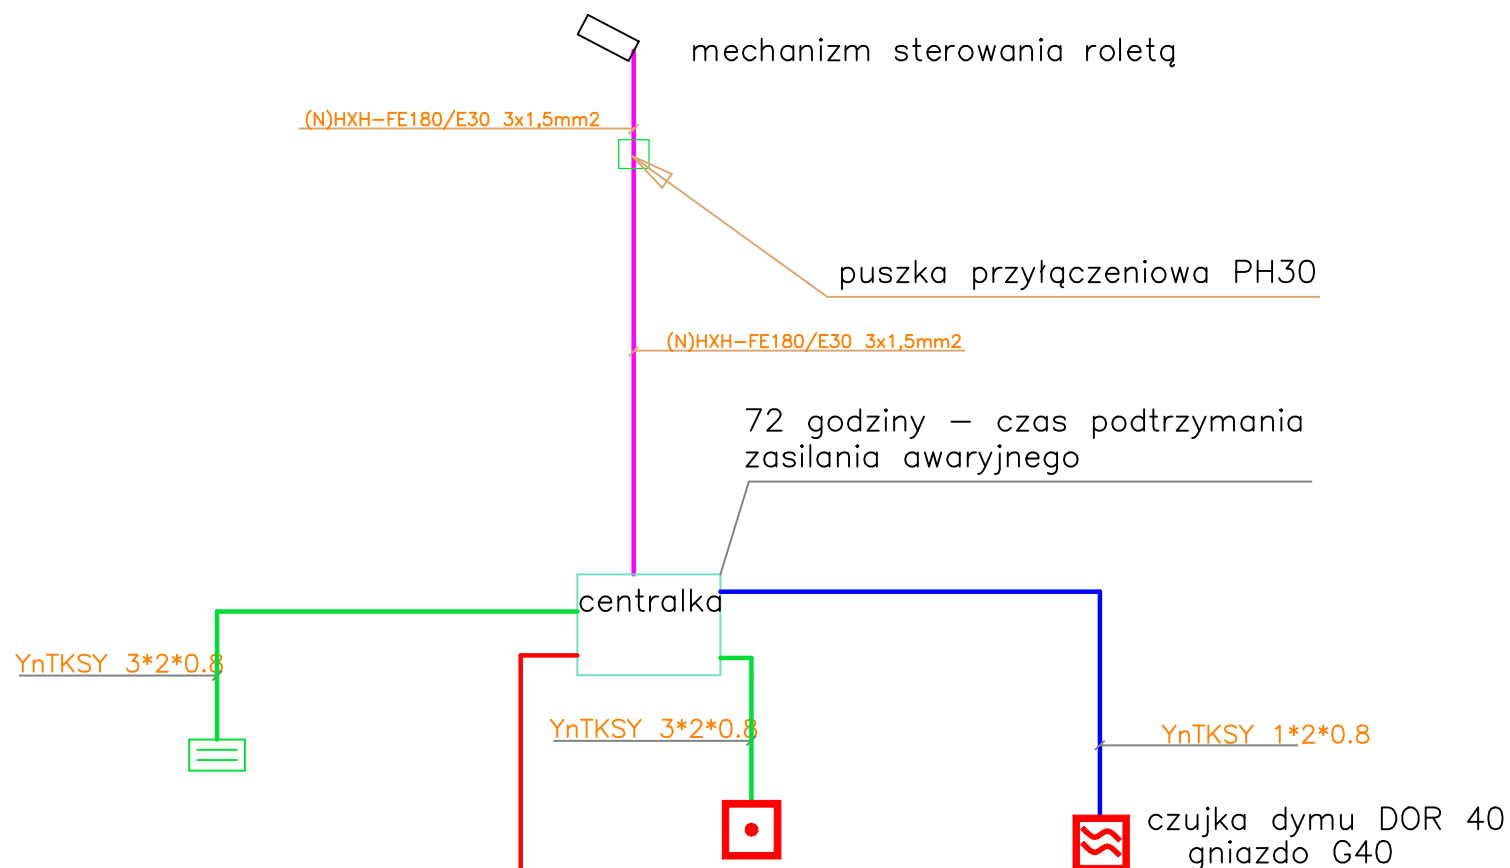 mechanizm sterowania roletą
(N)HXH-FE180/E30 3x1,5mm2
puszka przyłączeniowa PH30
(N)HXH-FE180/E30 3x1,5mm2
72 godziny – czas podtrzymania
zasilania awaryjnego
centralka
YnTKSY 3*2*0.8
YnTKSY 3*2*0.8
YnTKSY 1*2*0.8
czujka dymu DOR 40
gniazdo G40